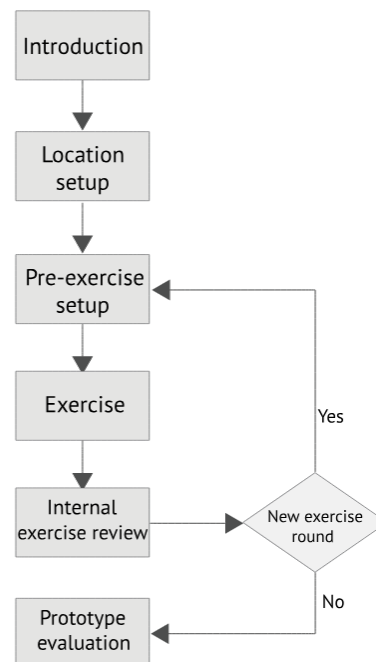 Introduction
Location
setup
Pre-exercise
setup
Exercise
Yes
Internal
exercise review
New exercise
round
No
Prototype
evaluation